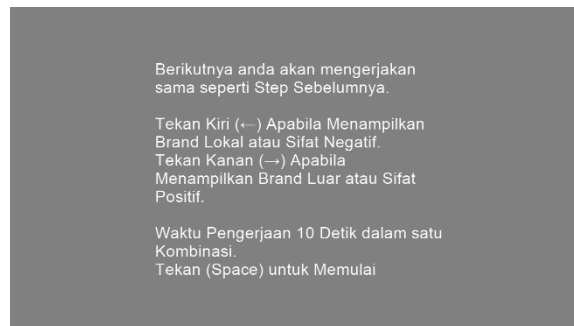 Berikutnya anda akan mengerjakan
sama seperti Step Sebelumnya.
Tekan Kiri (←) Apabila Menampilkan
Brand Lokal atau Sifat Negatif.
Tekan Kanan (→) Apabila
Menampilkan Brand Luar atau Sifat
Positif.
Waktu Pengerjaan 10 Detik dalam satu
Kombinasi.
Tekan (Space) untuk Memulai